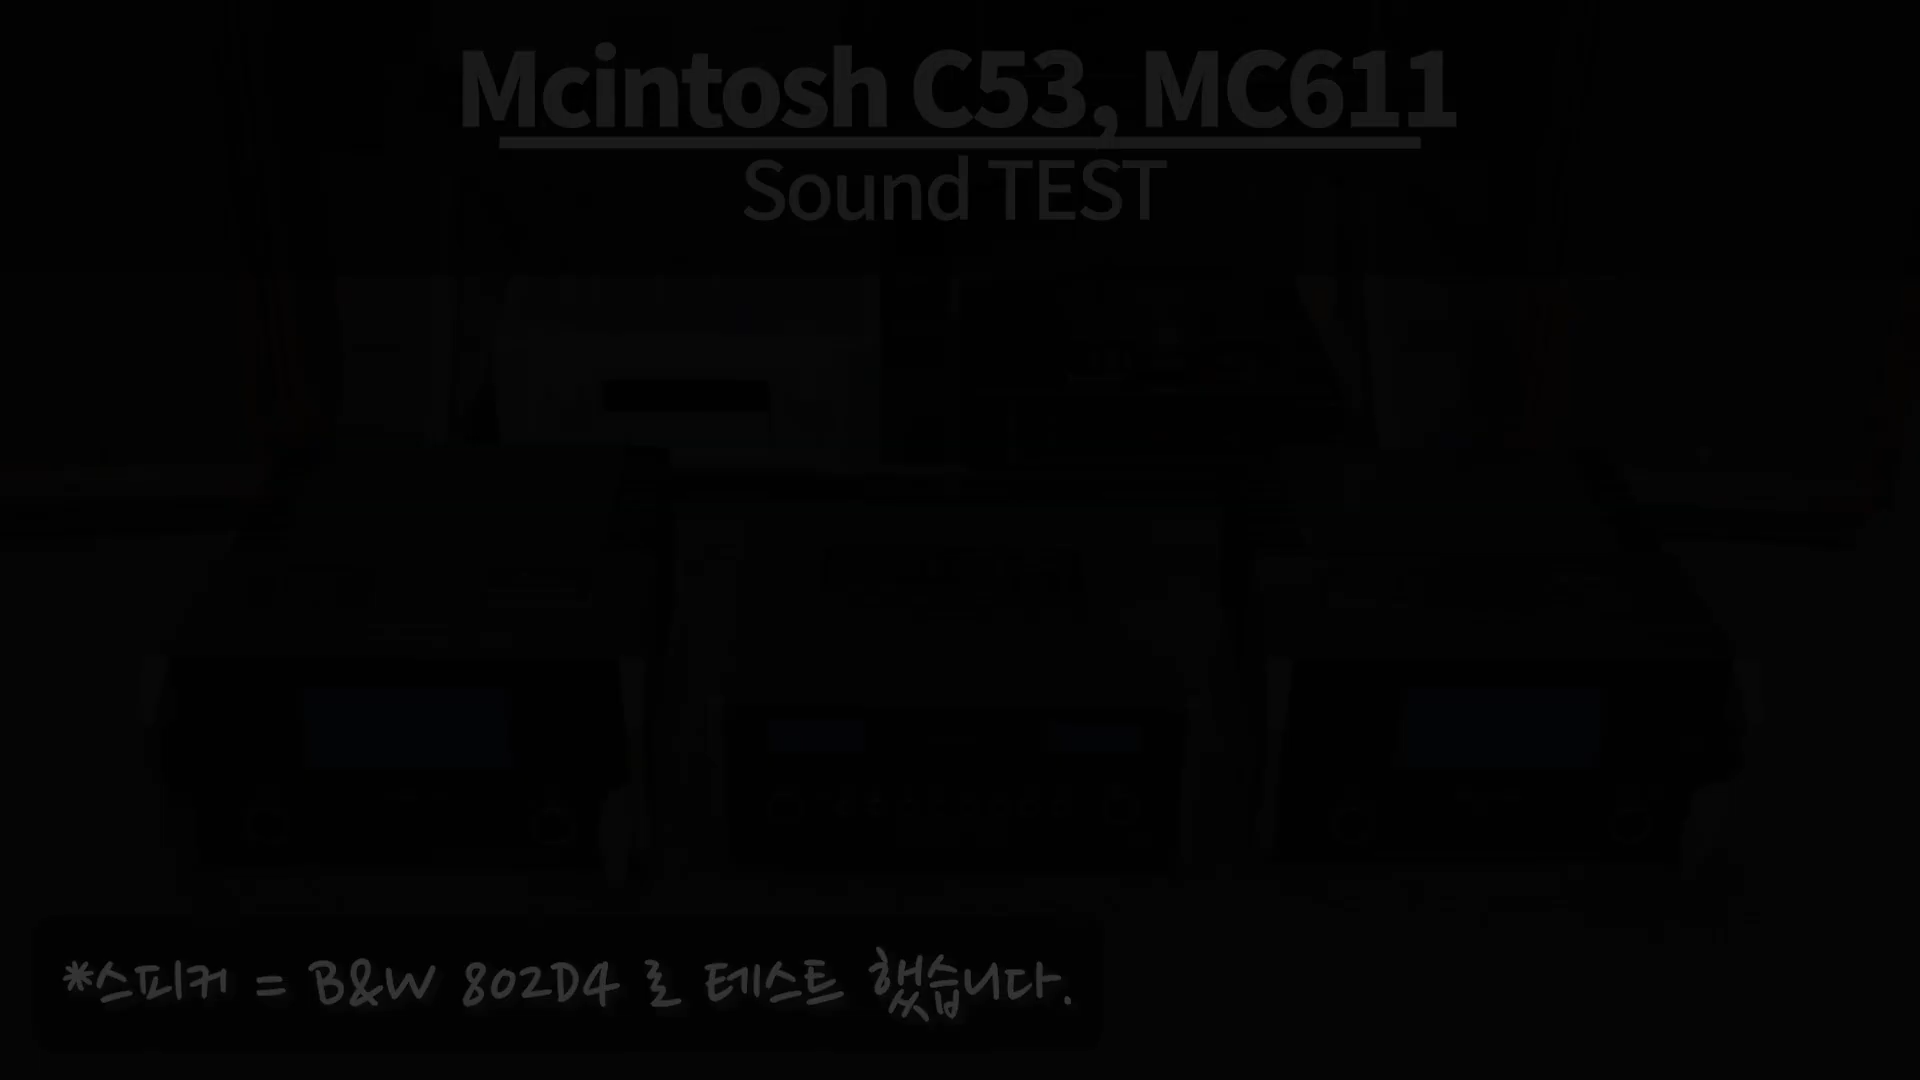 Mcintosh C53, MC611
Sound TEST
*스피커 = B&W 802D4 로 테스트 했습니다.